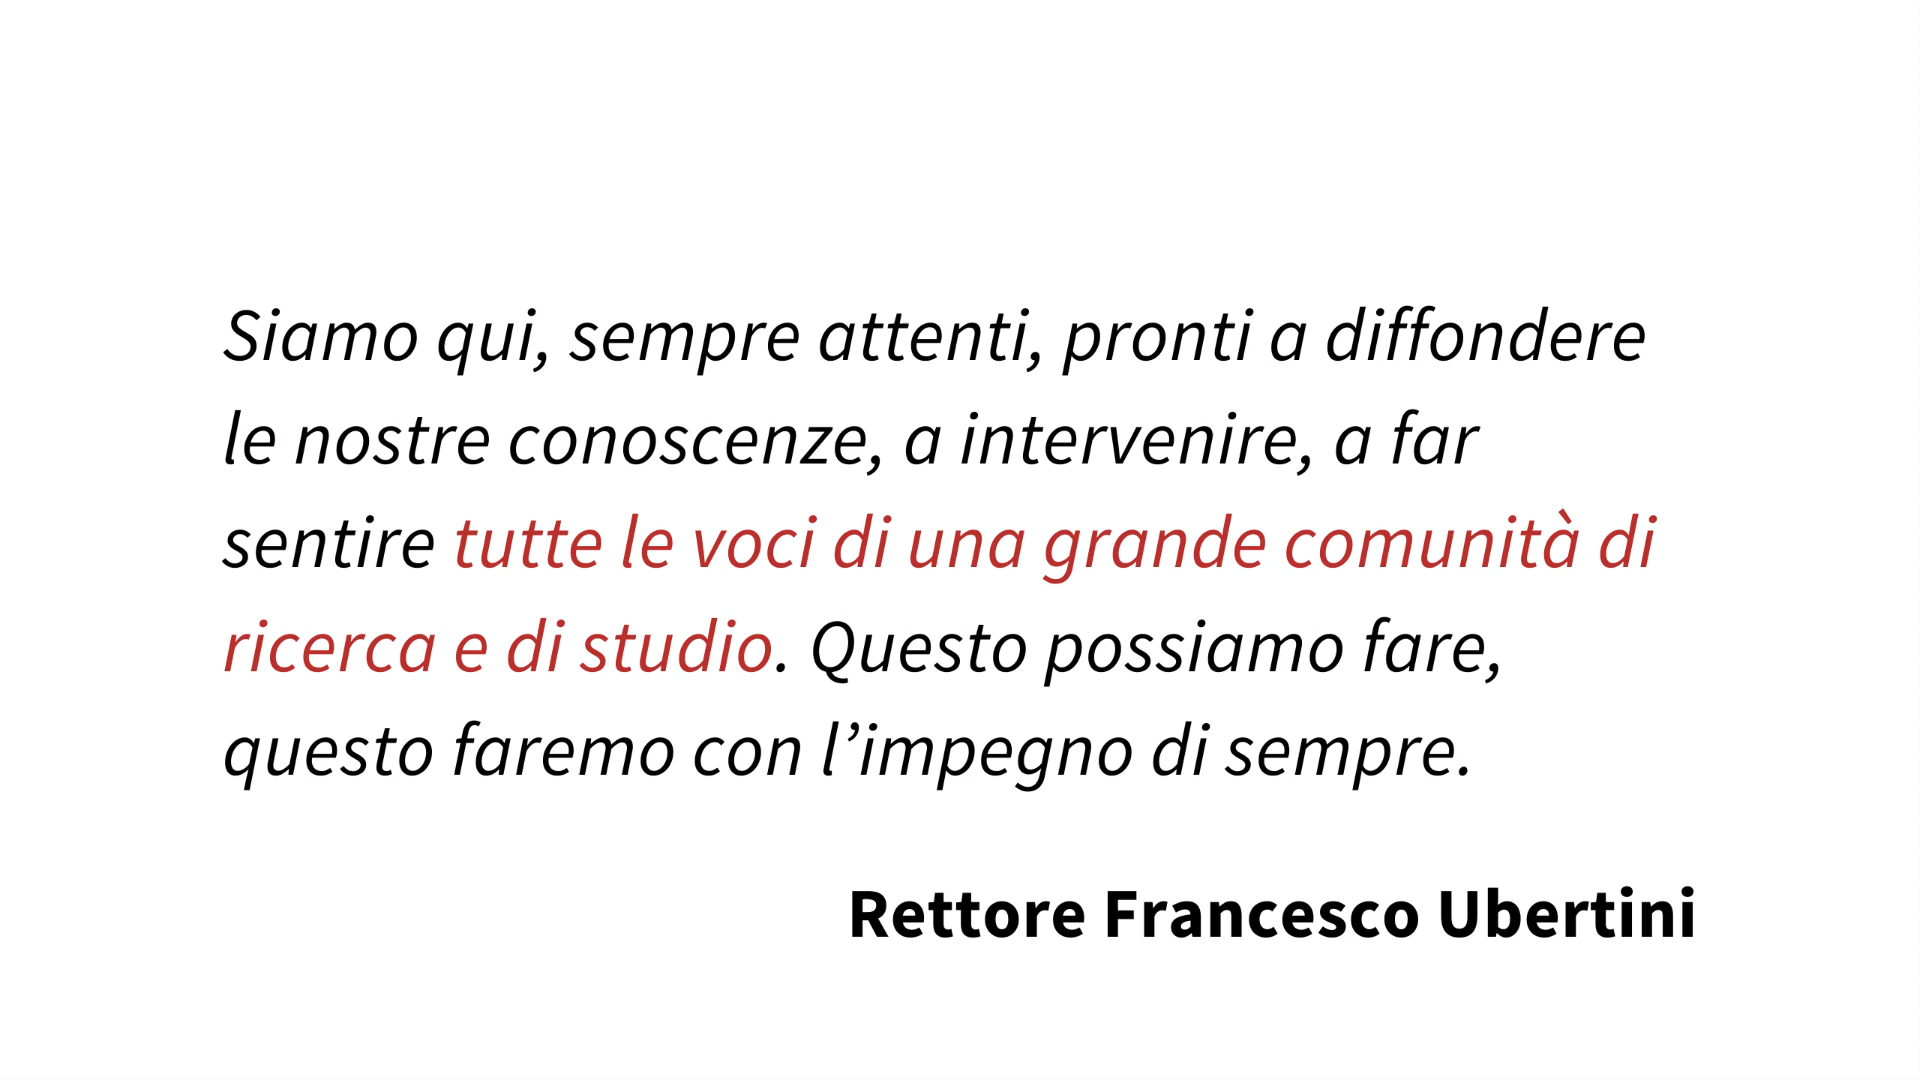 Siamo qui, sempre attenti, pronti a diffondere
le nostre conoscenze, a intervenire, a far
sentire tutte le voci di una grande comunità di
ricerca e di studio. Questo possiamo fare,
questo faremo con l’impegno di sempre.
Rettore Francesco Ubertini